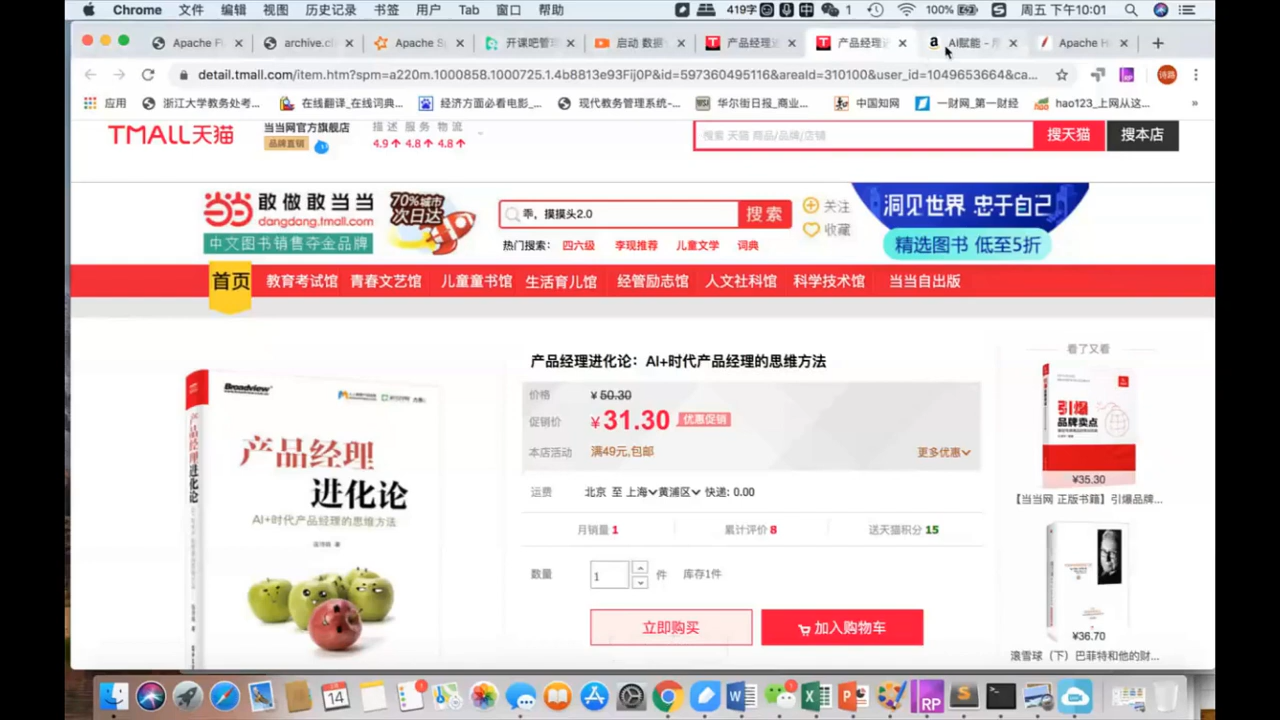 Chrome 文件 编辑 视图 历史记录 书签 用户 Tab 窗口 帮助 419字 1 100% 周五 下午10:01
Apache F archive.c Apache S 开课吧管 启动 数据 产品经理 产品经理 AI赋能 - Apache H
detail.tmall.com/item.htm?spm=a220m.1000858.1000725.1.4b8813e93Fij0P&id=597360495116&areaId=310100&user_id=1049653664&ca... 诗路
应用 浙江大学教务处考... 在线翻译_在线词典... 经济方面必看电影_... 现代教务管理系统-... 华尔街日报_商业... 中国知网 一财网_第一财经 hao123_上网从这... »
TMALL天猫 当当网官方旗舰店 描述 服务 物流 搜索 天猫 商品/品牌/店铺 搜天猫 搜本店
品牌直销 4.9 4.8 4.8
当当 敢做敢当当 70%城市 次日达 乖，摸摸头2.0 搜索 关注 洞见世界 忠于自己
dangdang.tmall.com 收藏
中文图书销售夺金品牌 热门搜索： 四六级 李现推荐 儿童文学 词典 精选图书 低至5折
首页 教育考试馆 青春文艺馆 儿童童书馆 生活育儿馆 经管励志馆 人文社科馆 科学技术馆 当当自出版
产品经理进化论：AI+时代产品经理的思维方法
看了又看
价格 ¥50.30
促销价 ¥31.30 优惠促销
本店活动 满49元,包邮 更多优惠
运费 北京 至 上海 黄浦区 快递: 0.00
月销量 1 累计评价 8 送天猫积分 15
数量 1 件 库存1件
立即购买 加入购物车
Broadview
产品经理
进化论
AI+时代产品经理的思维方法
产品经理进化论
引爆
品牌卖点
¥35.30
【当当网 正版书籍】引爆品牌...
¥36.70
滚雪球（下）巴菲特和他的财...
14
RP